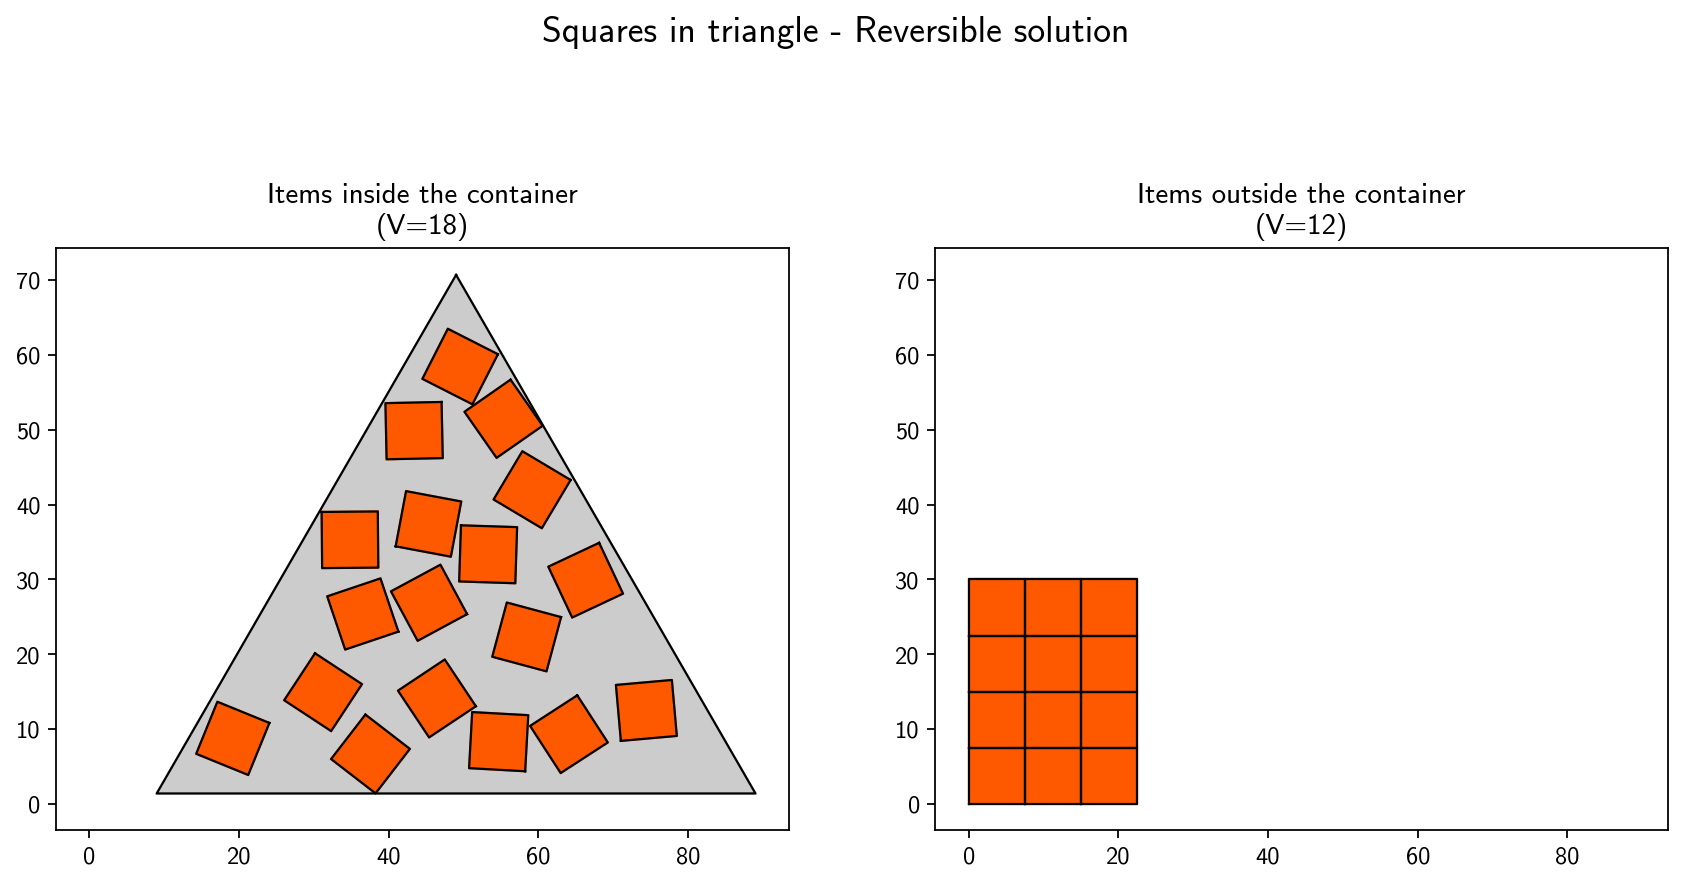 Squares in triangle - Reversible solution
Items inside the container
(V=18)
70
60
50
40
30
20
10
0
0 20 40 60 80
Items outside the container
(V=12)
70
60
50
40
30
20
10
0
0 20 40 60 80